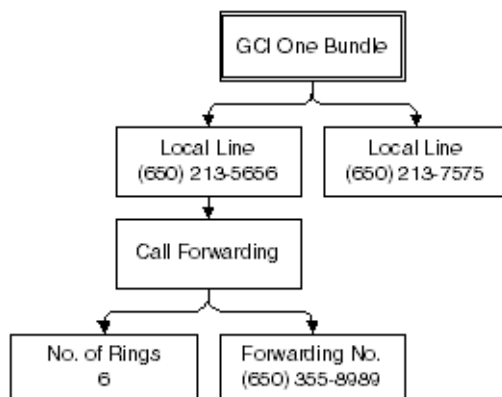 GCI One Bundle
Local Line
(650) 213-5656
Local Line
(650) 213-7575
Call Forwarding
No. of Rings
6
Forwarding No.
(650) 355-8989